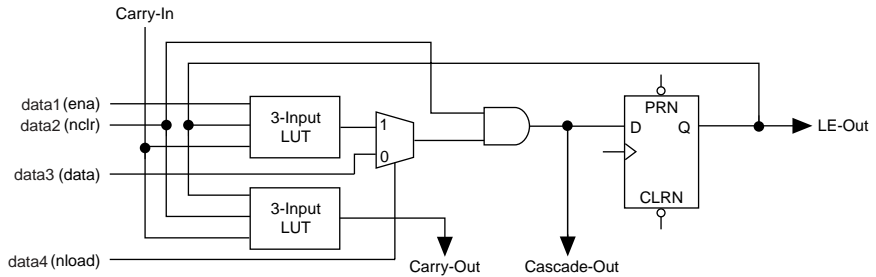 Carry-In
data1 (ena)
data2 (nclr)
3-Input
LUT
1
0
PRN
D
Q
CLRN
LE-Out
data3 (data)
3-Input
LUT
data4 (nload)
Carry-Out
Cascade-Out